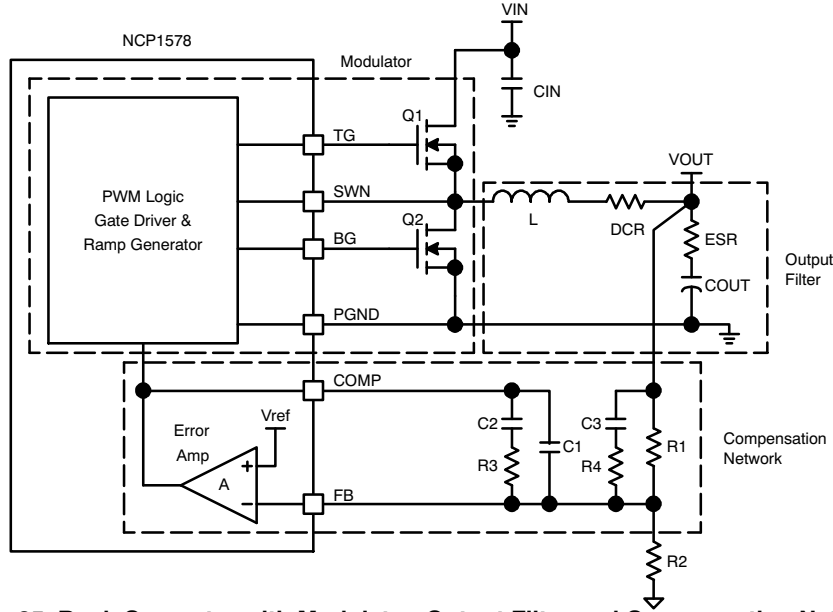 VIN
NCP1578
Modulator
CIN
Q1
TG
VOUT
PWM Logic
Gate Driver &
Ramp Generator
SWN
Q2
L
DCR
ESR
BG
Output
Filter
COUT
PGND
COMP
Vref
Error
Amp
C2
C1
C3
R1
Compensation
Network
R3
R4
A
FB
R2